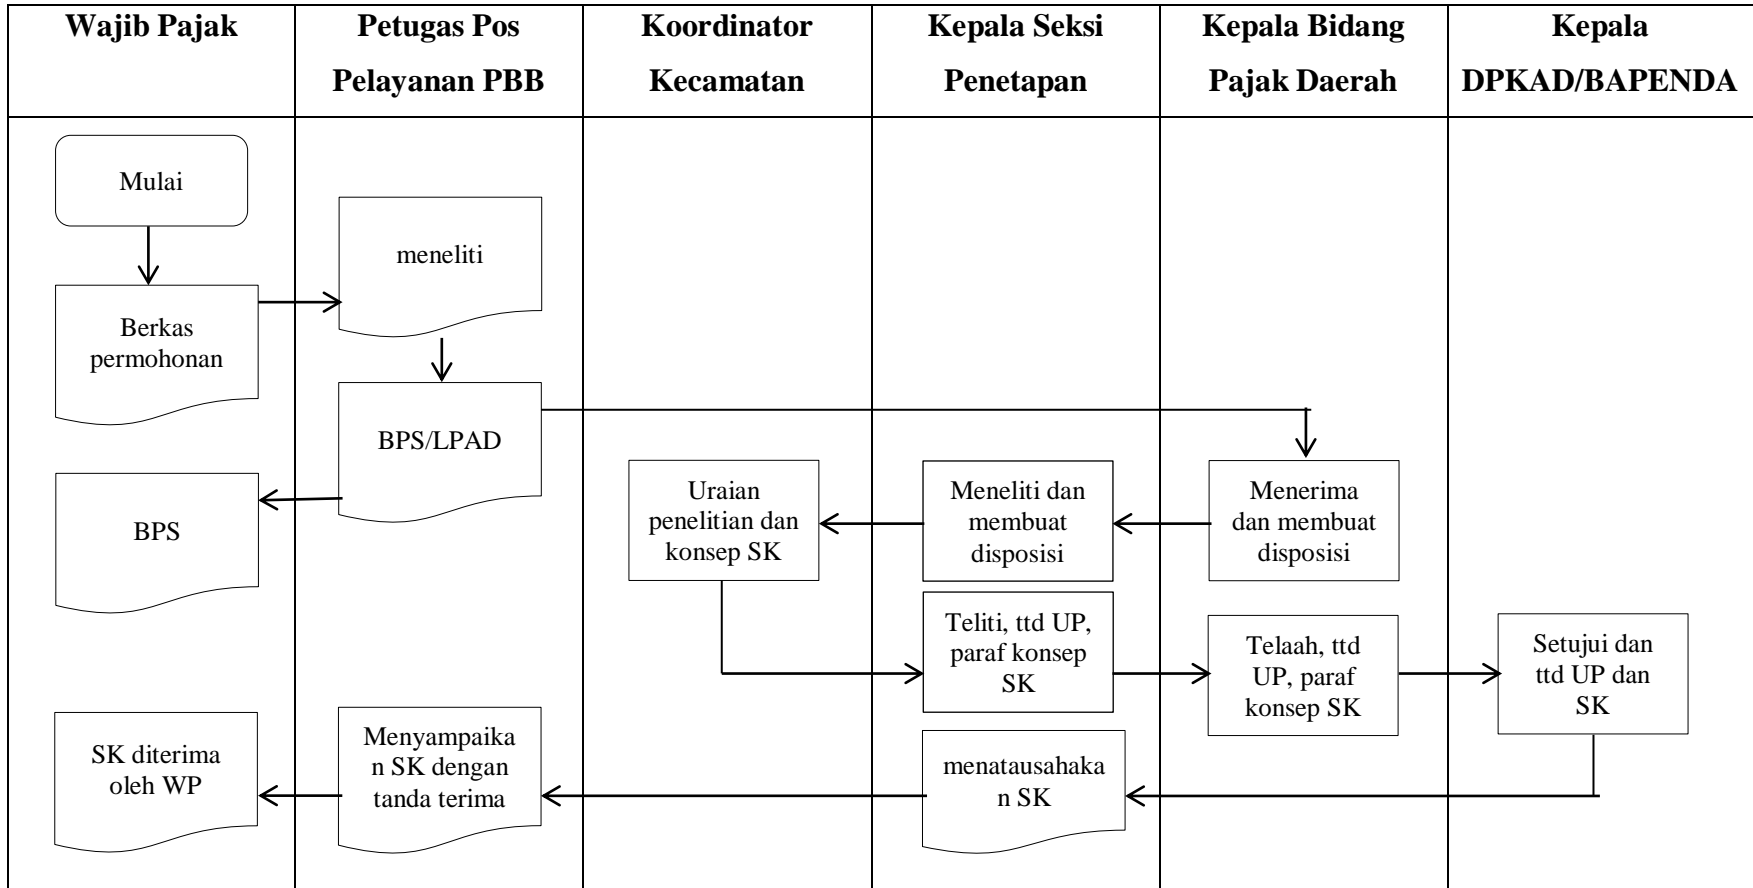 Wajib Pajak
Petugas Pos
Pelayanan PBB
Koordinator
Kecamatan
Kepala Seksi
Penetapan
Kepala Bidang
Pajak Daerah
Kepala
DPKAD/BAPENDA
Mulai
meneliti
Berkas
permohonan
BPS/LPAD
BPS
Uraian
penelitian dan
konsep SK
Meneliti dan
membuat
disposisi
Menerima
dan membuat
disposisi
Teliti, ttd UP,
paraf konsep
SK
Telaah, ttd
UP, paraf
konsep SK
Setujui dan
ttd UP dan
SK
SK diterima
oleh WP
Menyampaika
n SK dengan
tanda terima
menatausahaka
n SK